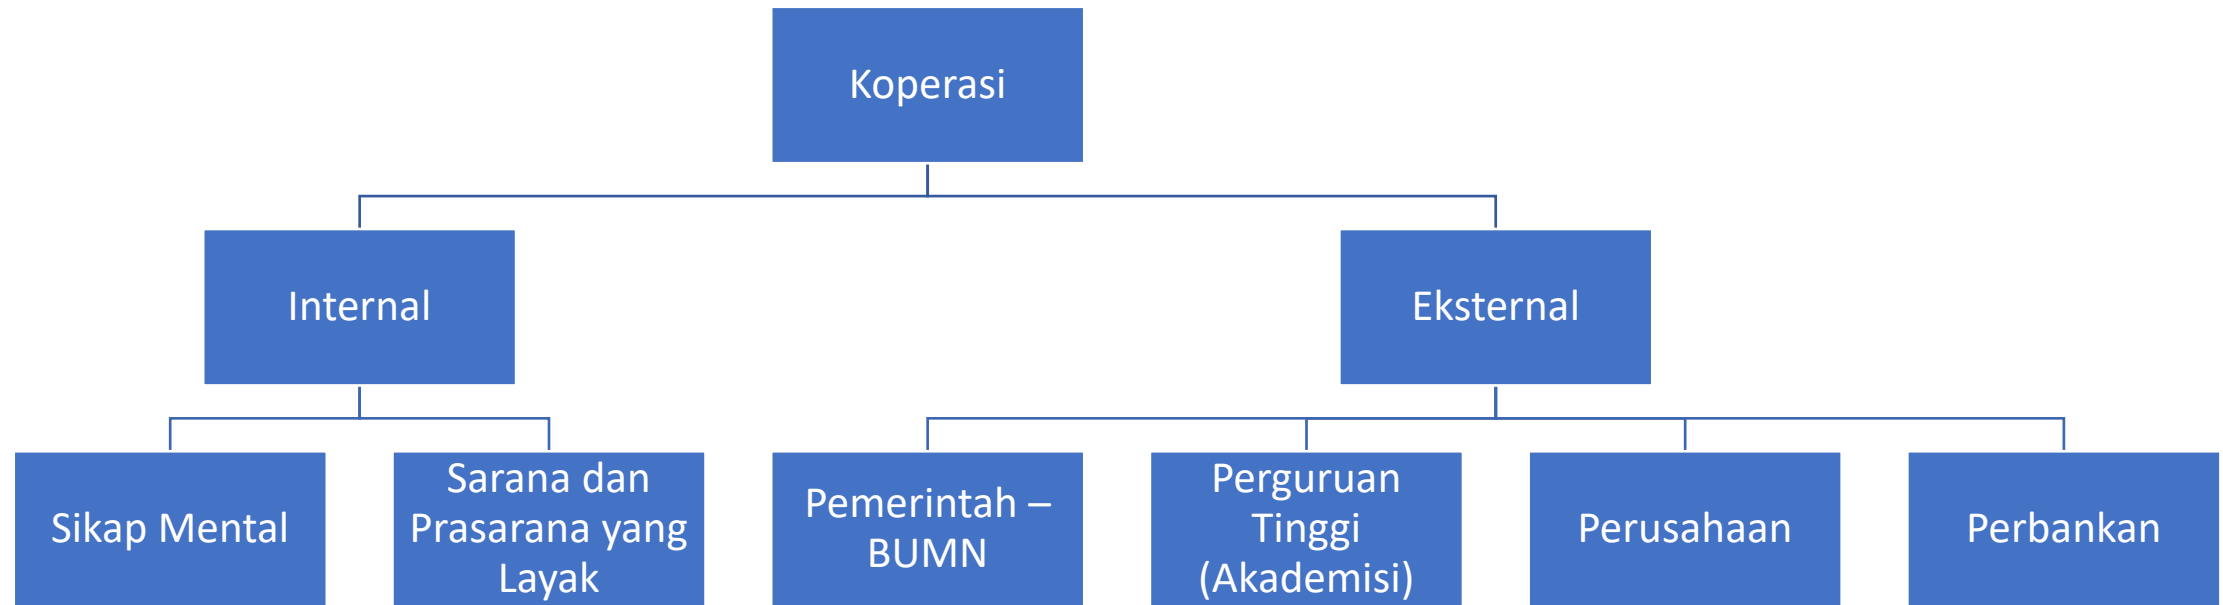 Koperasi
Internal
Eksternal
Sikap Mental
Sarana dan
Prasarana yang
Layak
Pemerintah –
BUMN
Perguruan
Tinggi
(Akademisi)
Perusahaan
Perbankan